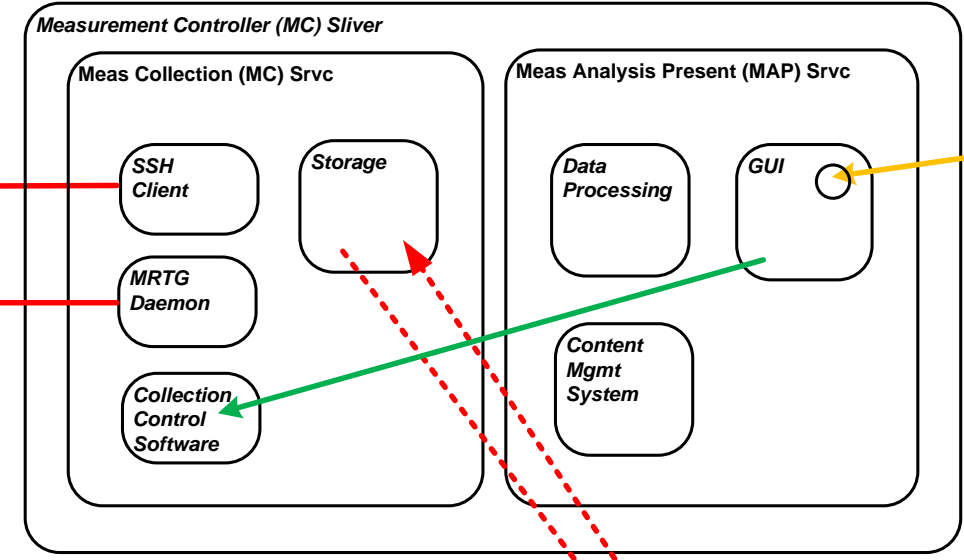 Measurement Controller (MC) Sliver
Meas Collection (MC) Srvc
SSH
Client
Storage
MRTG
Daemon
Collection
Control
Software
Meas Analysis Present (MAP) Srvc
Data
Processing
GUI
Content
Mgmt
System